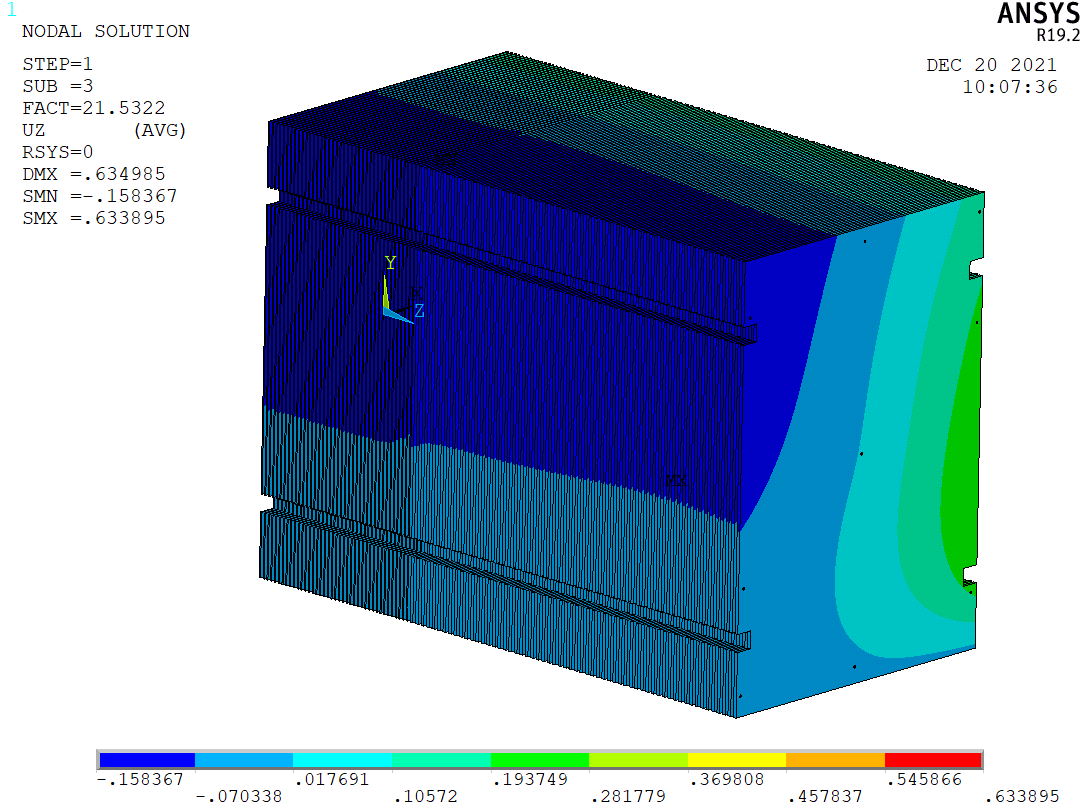 1
NODAL SOLUTION
STEP=1
SUB =3
FACT=21.5322
UZ (AVG)
RSYS=0
DMX =.634985
SMN =-.158367
SMX =.633895
ANSYS
R19.2
DEC 20 2021
10:07:36
Y
Z
-.158367 .017691 .193749 .369808 .545866
-.070338 .10572 .281779 .457837 .633895